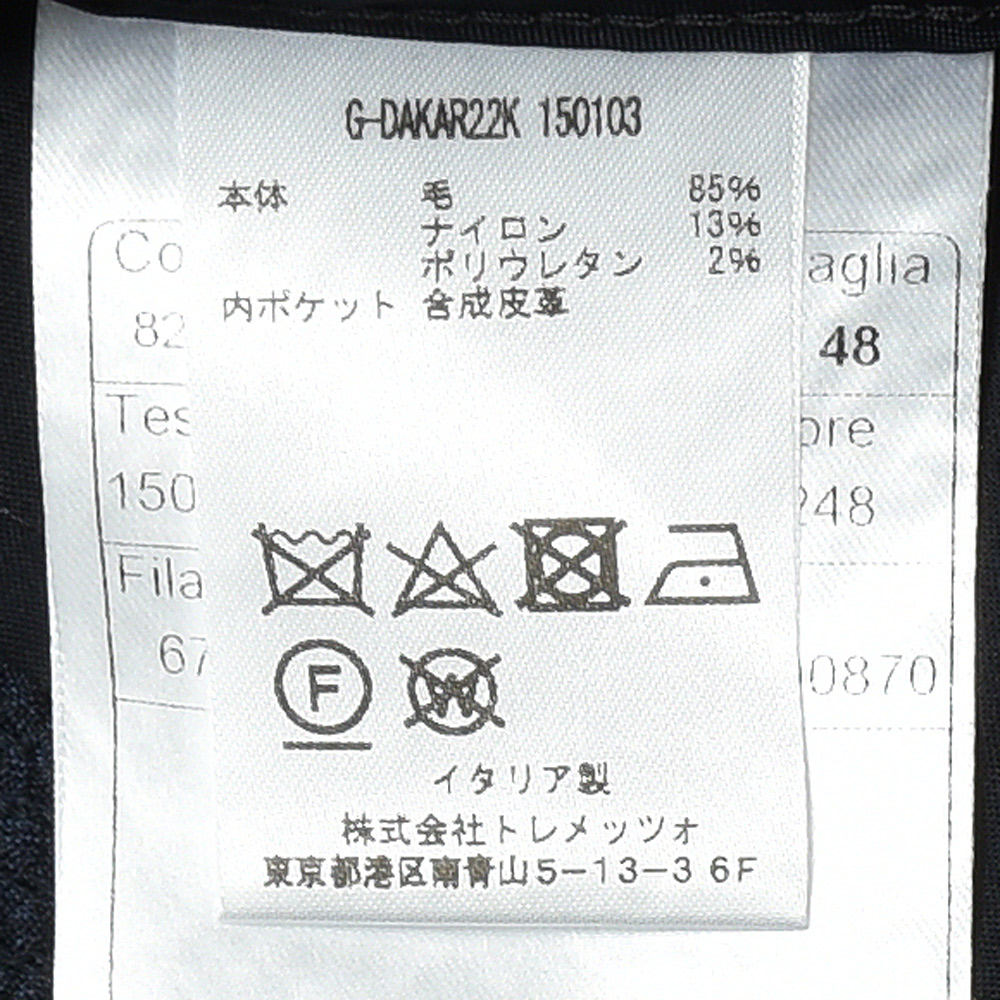 G-DAKAR22K 150103
本体 毛 85%
ナイロン 13%
ポリウレタン 2%
内ポケット 合成皮革
F
W
イタリア製
株式会社トレメッツォ
東京都港区南青山5-13-3 6F
Co
82
Tes
150
Fila
67
aglia
48
ore
248
0870